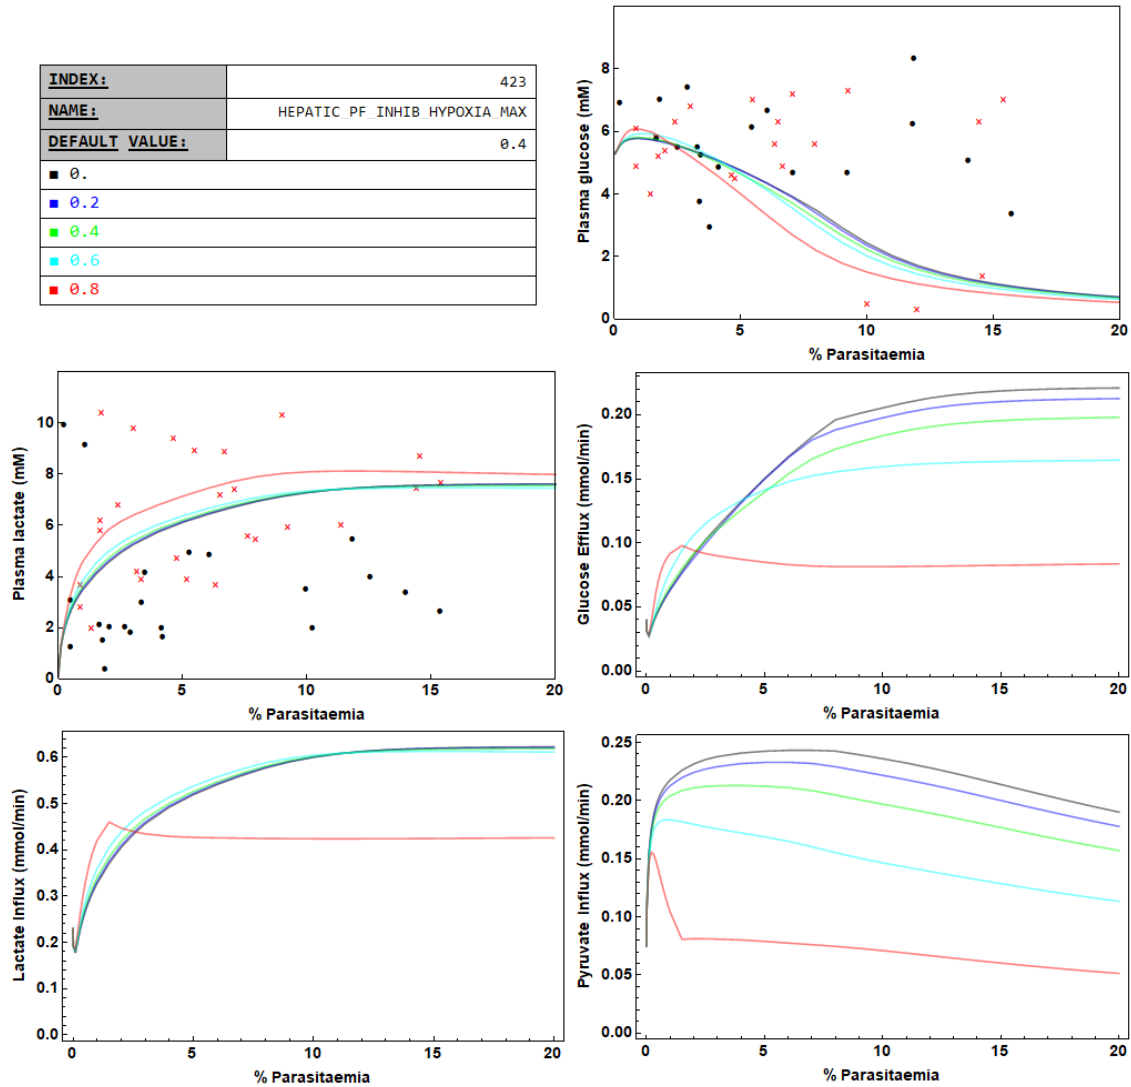 INDEX: 423
NAME: HEPATIC_PF_INHIB_HYPOXIA_MAX
DEFAULT VALUE: 0.4
■ 0.
■ 0.2
■ 0.4
■ 0.6
■ 0.8
Plasma glucose (mM)
8
6
4
2
0
0 5 10 15 20
% Parasitaemia
Plasma lactate (mM)
10
8
6
4
2
0
0 5 10 15 20
% Parasitaemia
Glucose Efflux (mmol/min)
0.20
0.15
0.10
0.05
0.00
0 5 10 15 20
% Parasitaemia
Lactate Influx (mmol/min)
0.6
0.5
0.4
0.3
0.2
0.1
0.0
0 5 10 15 20
% Parasitaemia
Pyruvate Influx (mmol/min)
0.25
0.20
0.15
0.10
0.05
0.00
0 5 10 15 20
% Parasitaemia